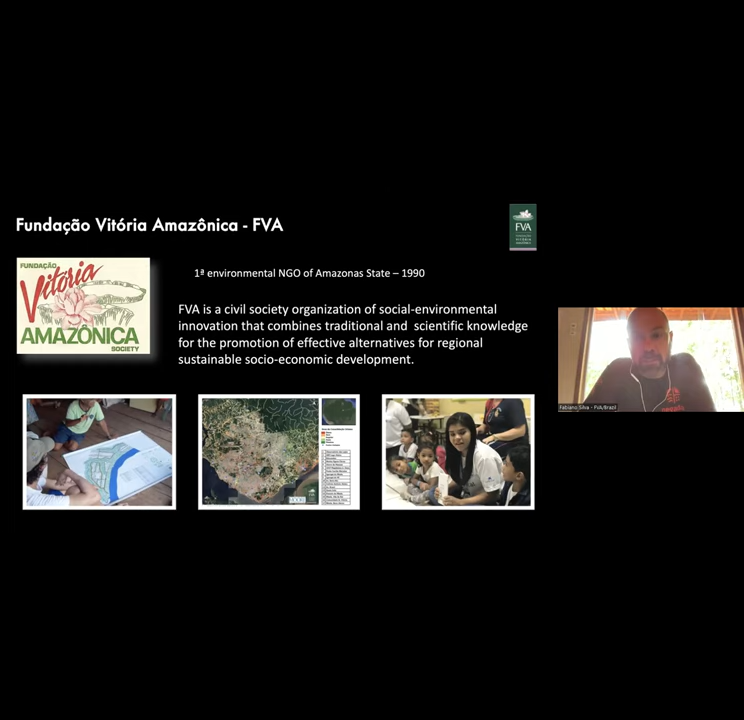 Fundação Vitória Amazônica - FVA
FVA
FUNDAÇÃO
Vitória
AMAZÔNICA
SOCIETY
1ª environmental NGO of Amazonas State – 1990
FVA is a civil society organization of social-environmental
innovation that combines traditional and scientific knowledge
for the promotion of effective alternatives for regional
sustainable socio-economic development.
Fabiano Silva - FVA/Brazil